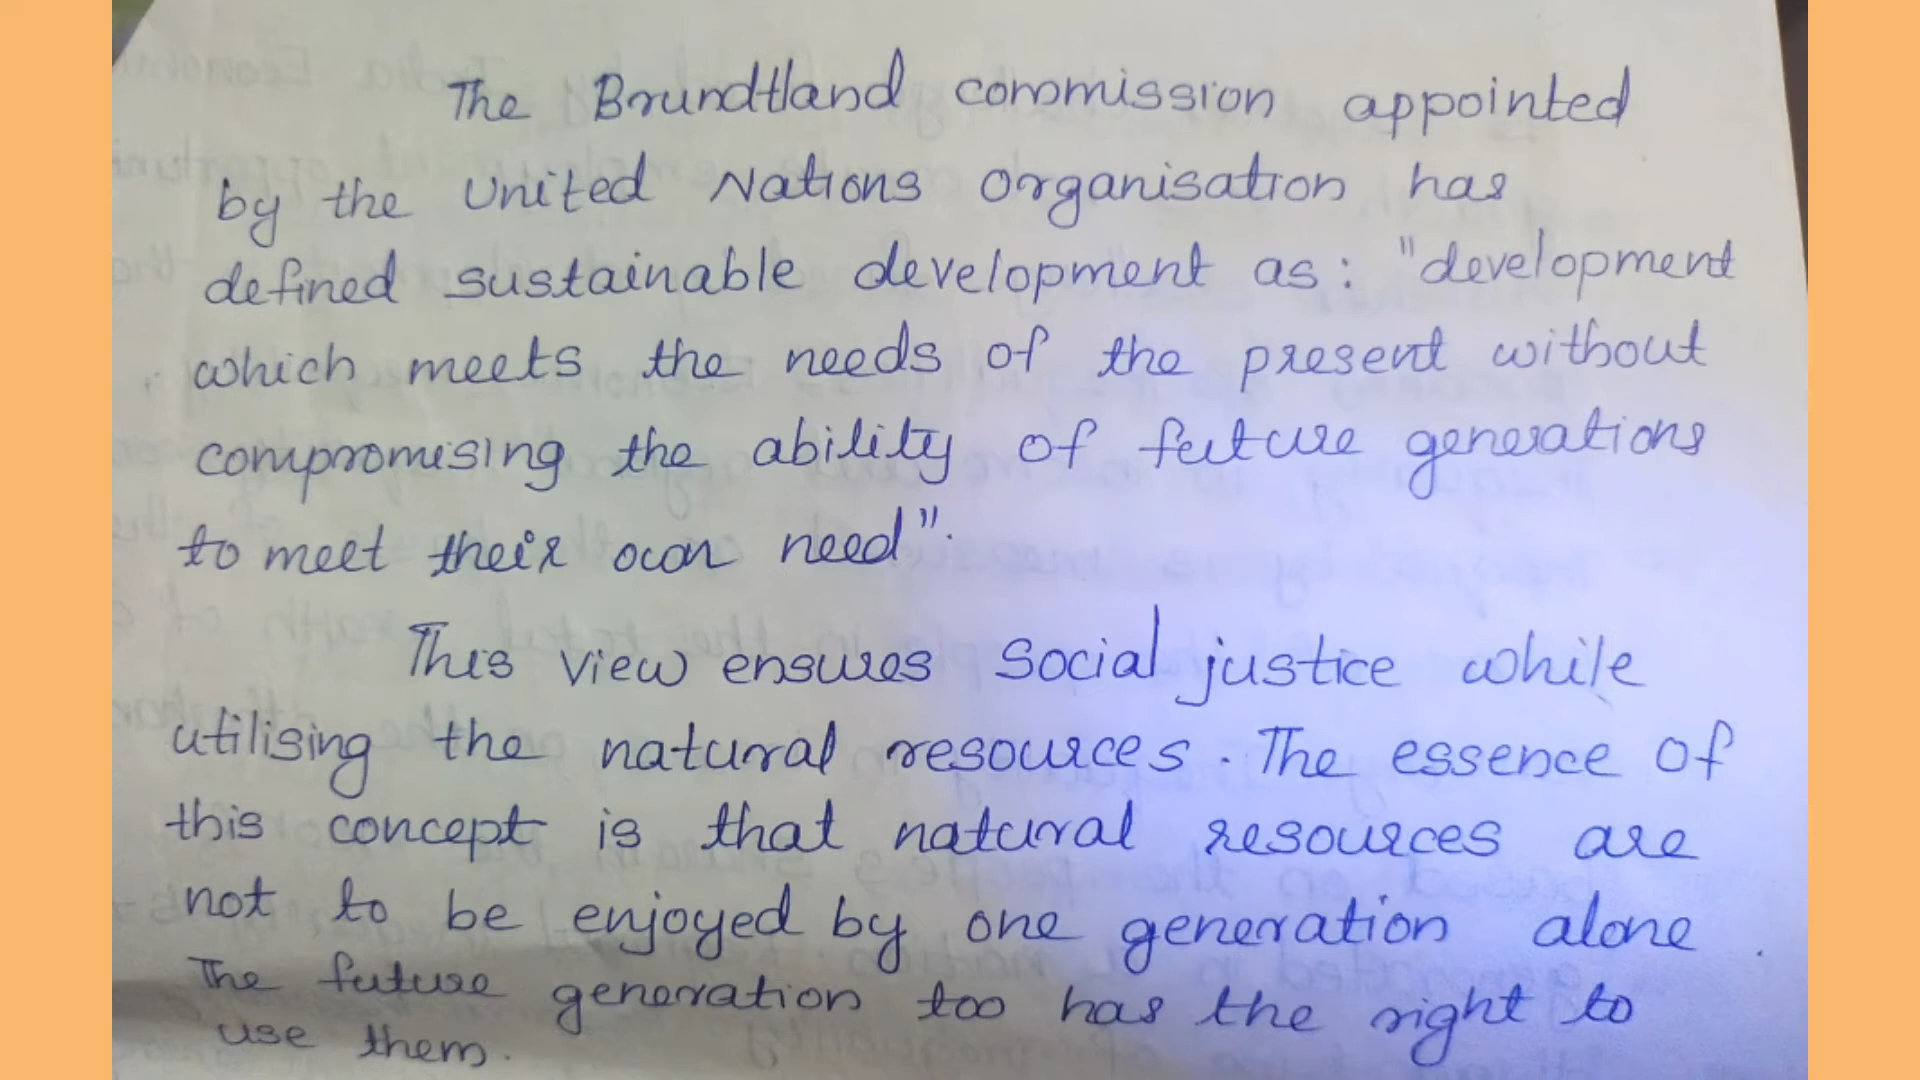 The Brundtland commission appointed
by the United Nations Organisation has
defined sustainable development as: "development
which meets the needs of the present without
compromising the ability of future generations
to meet their own need".
This view ensures social justice while
utilising the natural resources. The essence of
this concept is that natural resources are
not to be enjoyed by one generation alone.
The future generation too has the right to
use them.